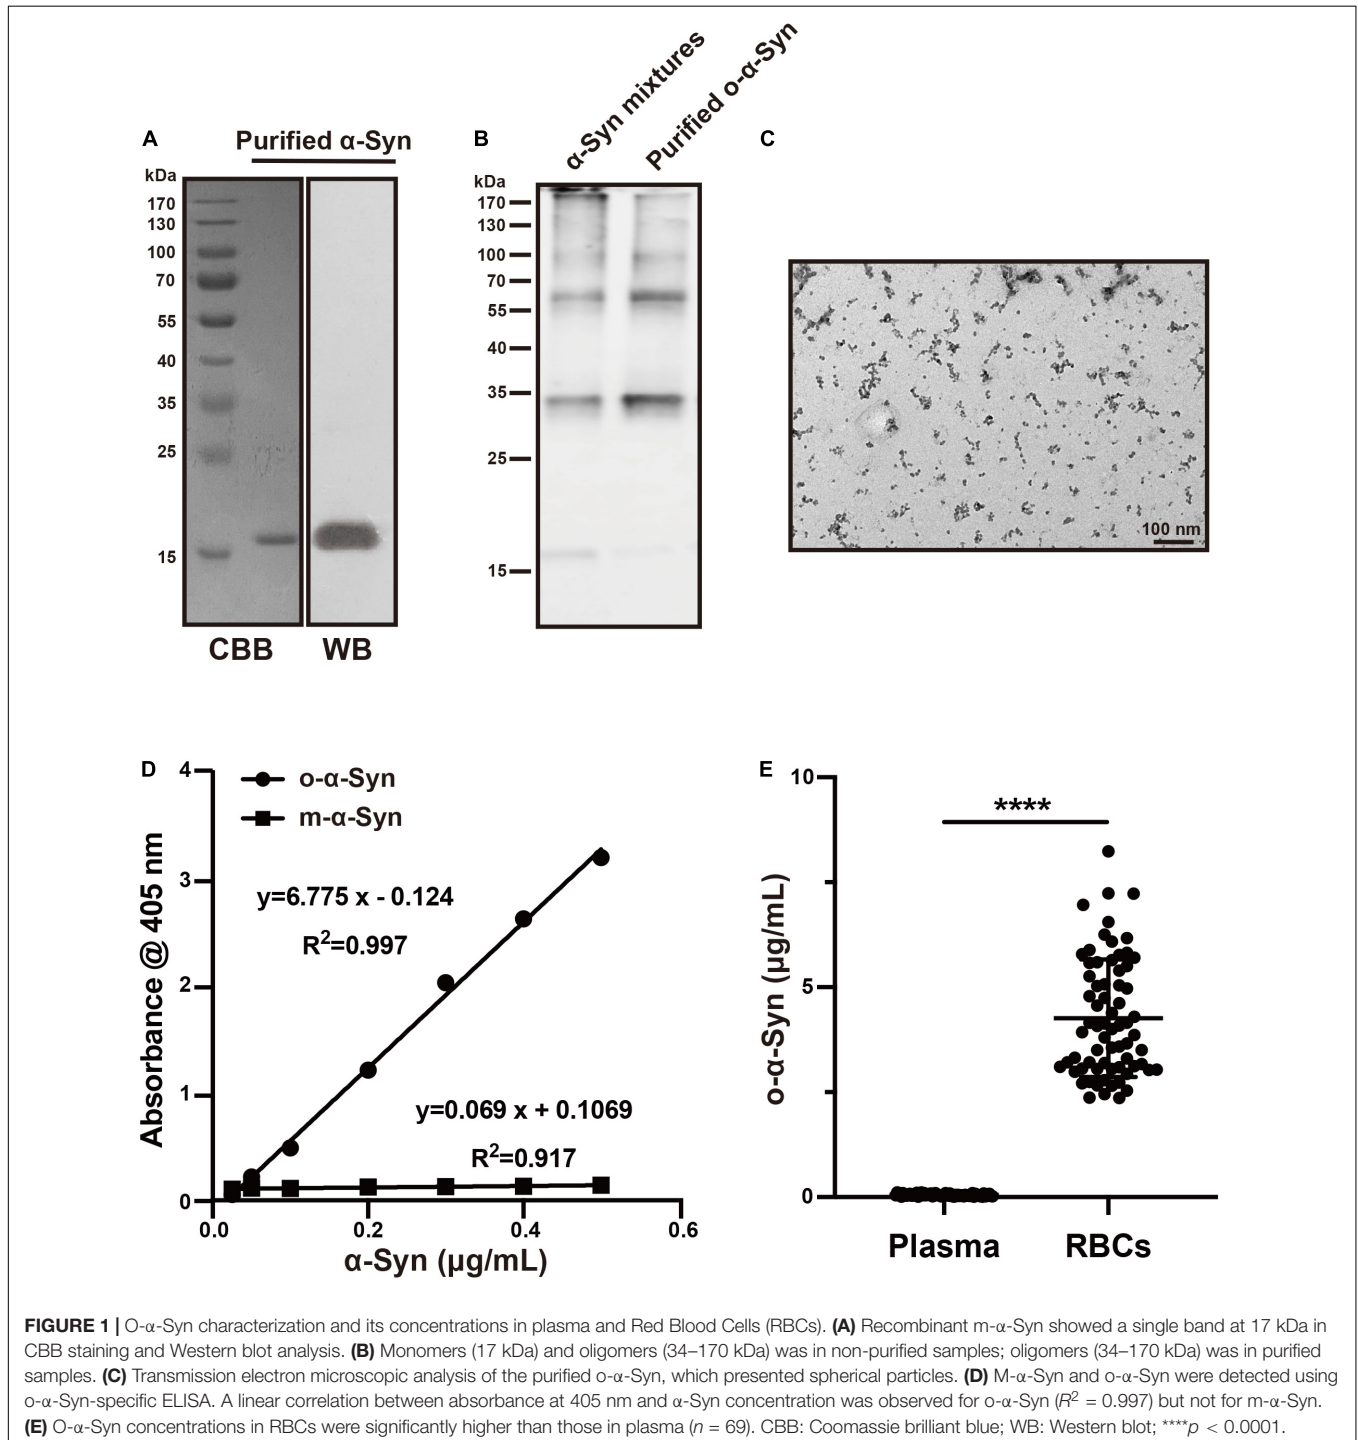 A
Purified α-Syn
kDa
170
130
100
70
55
40
35
25
15
CBB
WB
B
α-Syn mixtures
Purified o-α-Syn
kDa
170
130
100
70
55
40
35
25
15
C
100 nm
D
4
3
2
1
0
o-α-Syn
m-α-Syn
y=6.775 x - 0.124
R²=0.997
y=0.069 x + 0.1069
R²=0.917
Absorbance @ 405 nm
0.0
0.2
0.4
0.6
α-Syn (µg/mL)
E
10
5
0
****
o-α-Syn (µg/mL)
Plasma
RBCs
FIGURE 1 | O-α-Syn characterization and its concentrations in plasma and Red Blood Cells (RBCs). (A) Recombinant m-α-Syn showed a single band at 17 kDa in
CBB staining and Western blot analysis. (B) Monomers (17 kDa) and oligomers (34–170 kDa) was in non-purified samples; oligomers (34–170 kDa) was in purified
samples. (C) Transmission electron microscopic analysis of the purified o-α-Syn, which presented spherical particles. (D) M-α-Syn and o-α-Syn were detected using
o-α-Syn-specific ELISA. A linear correlation between absorbance at 405 nm and α-Syn concentration was observed for o-α-Syn (R² = 0.997) but not for m-α-Syn.
(E) O-α-Syn concentrations in RBCs were significantly higher than those in plasma (n = 69). CBB: Coomassie brilliant blue; WB: Western blot; ****p < 0.0001.